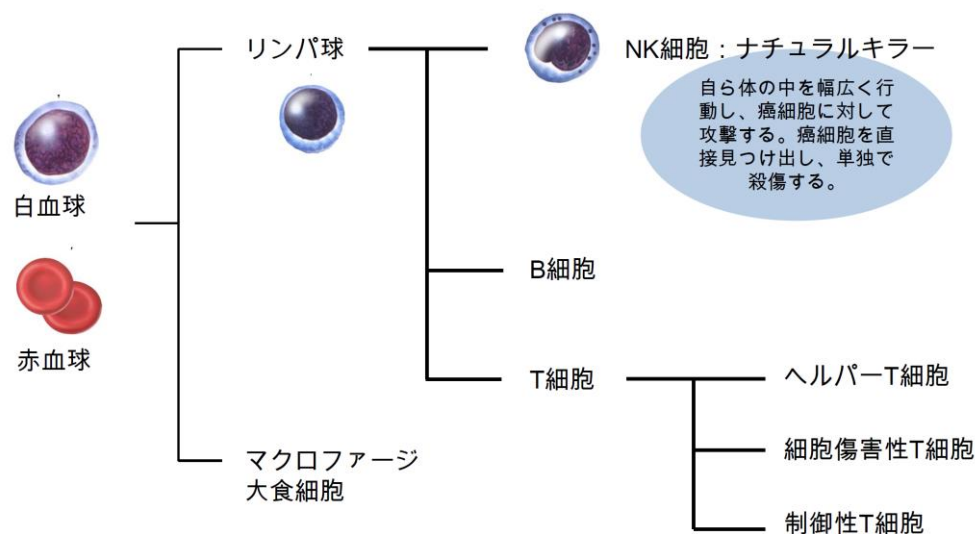 リンパ球
NK細胞：ナチュラルキラー
自ら体の中を幅広く行
動し、癌細胞に対して
攻撃する。癌細胞を直
接見つけ出し、単独で
殺傷する。
白血球
B細胞
赤血球
T細胞
ヘルパーT細胞
マクロファージ
大食細胞
細胞傷害性T細胞
制御性T細胞